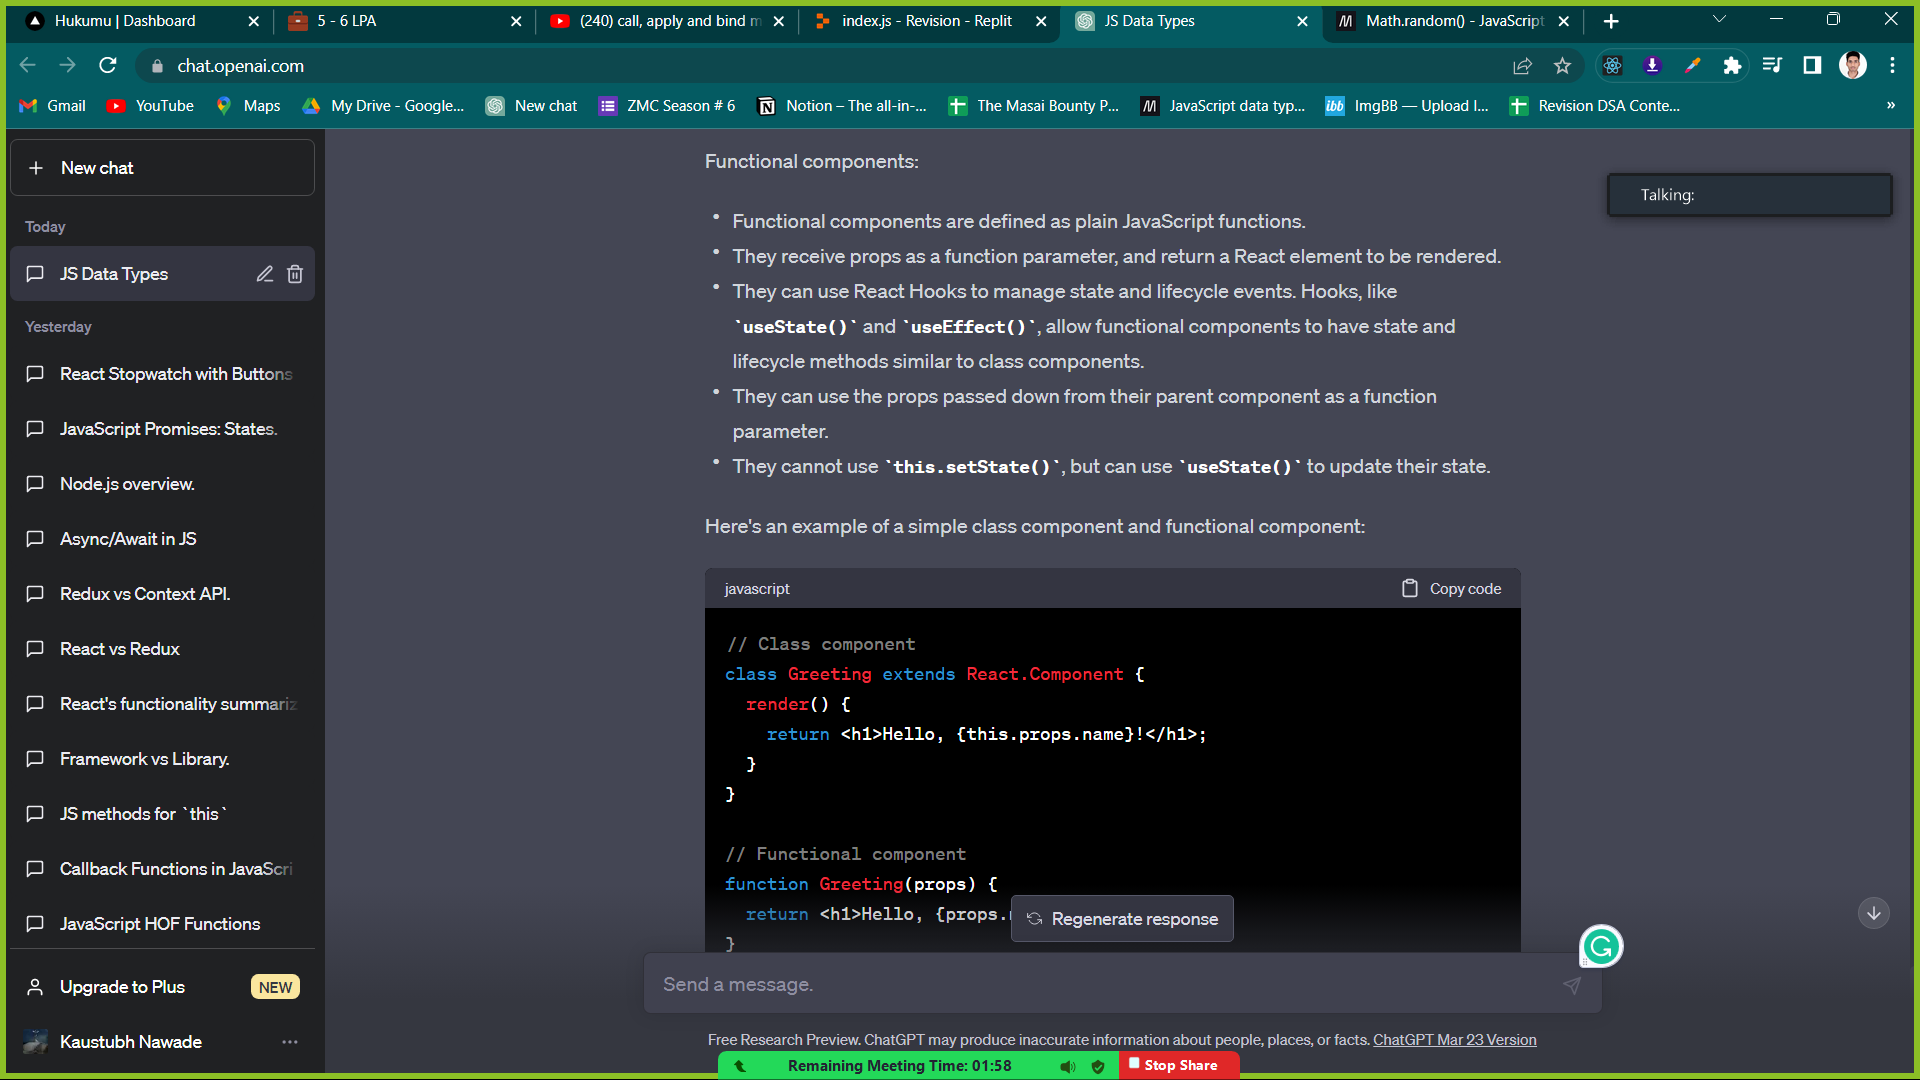 Hukumu | Dashboard
5 - 6 LPA
(240) call, apply and bind m
index.js - Revision - Replit
JS Data Types
Math.random() - JavaScript
chat.openai.com
Gmail
YouTube
Maps
My Drive - Google...
New chat
ZMC Season # 6
Notion – The all-in-...
The Masai Bounty P...
JavaScript data typ...
ibb
ImgBB — Upload I...
Revision DSA Conte...
»
New chat
Today
JS Data Types
Yesterday
React Stopwatch with Buttons
JavaScript Promises: States.
Node.js overview.
Async/Await in JS
Redux vs Context API.
React vs Redux
React's functionality summariz
Framework vs Library.
JS methods for `this`
Callback Functions in JavaScri
JavaScript HOF Functions
Upgrade to Plus
NEW
Kaustubh Nawade
Functional components:
• Functional components are defined as plain JavaScript functions.
• They receive props as a function parameter, and return a React element to be rendered.
• They can use React Hooks to manage state and lifecycle events. Hooks, like
`useState()` and `useEffect()`, allow functional components to have state and
lifecycle methods similar to class components.
• They can use the props passed down from their parent component as a function
parameter.
• They cannot use `this.setState()`, but can use `useState()` to update their state.
Here's an example of a simple class component and functional component:
javascript
Copy code
// Class component
class Greeting extends React.Component {
render() {
return <h1>Hello, {this.props.name}!</h1>;
}
}
// Functional component
function Greeting(props) {
return <h1>Hello, {props.
}
Regenerate response
Send a message.
Free Research Preview. ChatGPT may produce inaccurate information about people, places, or facts. ChatGPT Mar 23 Version
Talking:
Remaining Meeting Time: 01:58
Stop Share